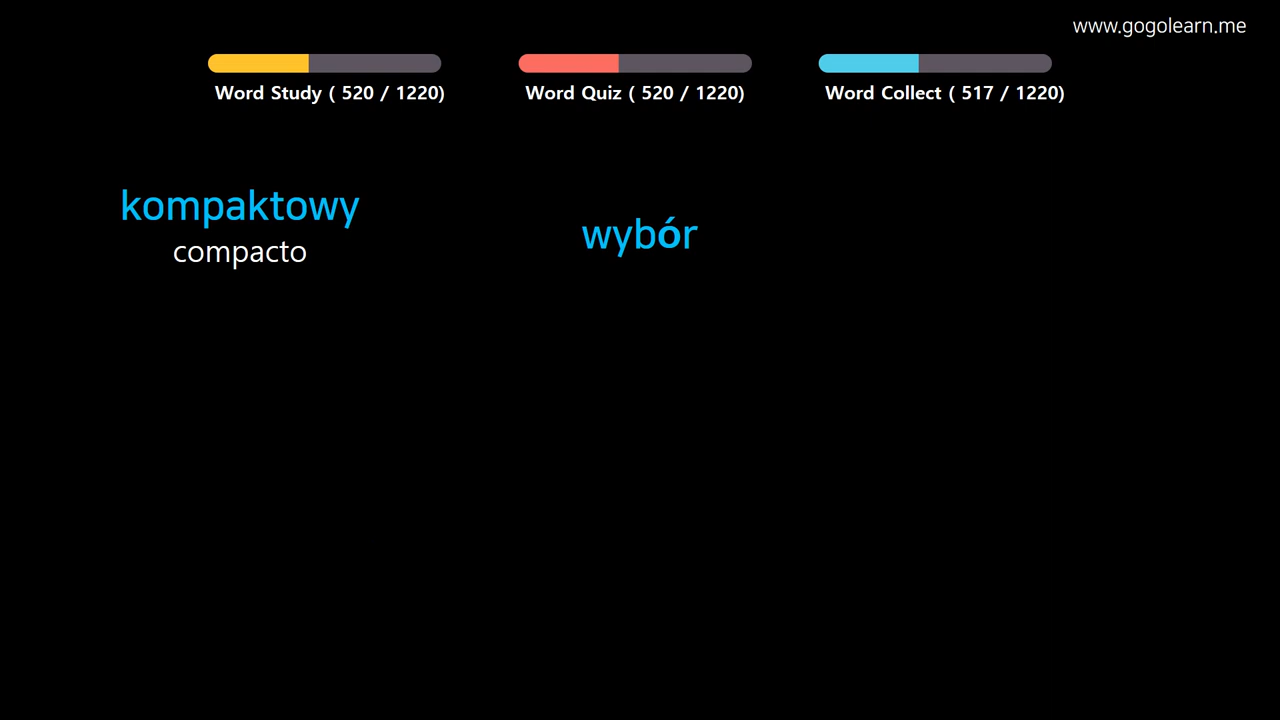 www.gogolearn.me
Word Study ( 520 / 1220)
Word Quiz ( 520 / 1220)
Word Collect ( 517 / 1220)
kompaktowy
compacto
wybór